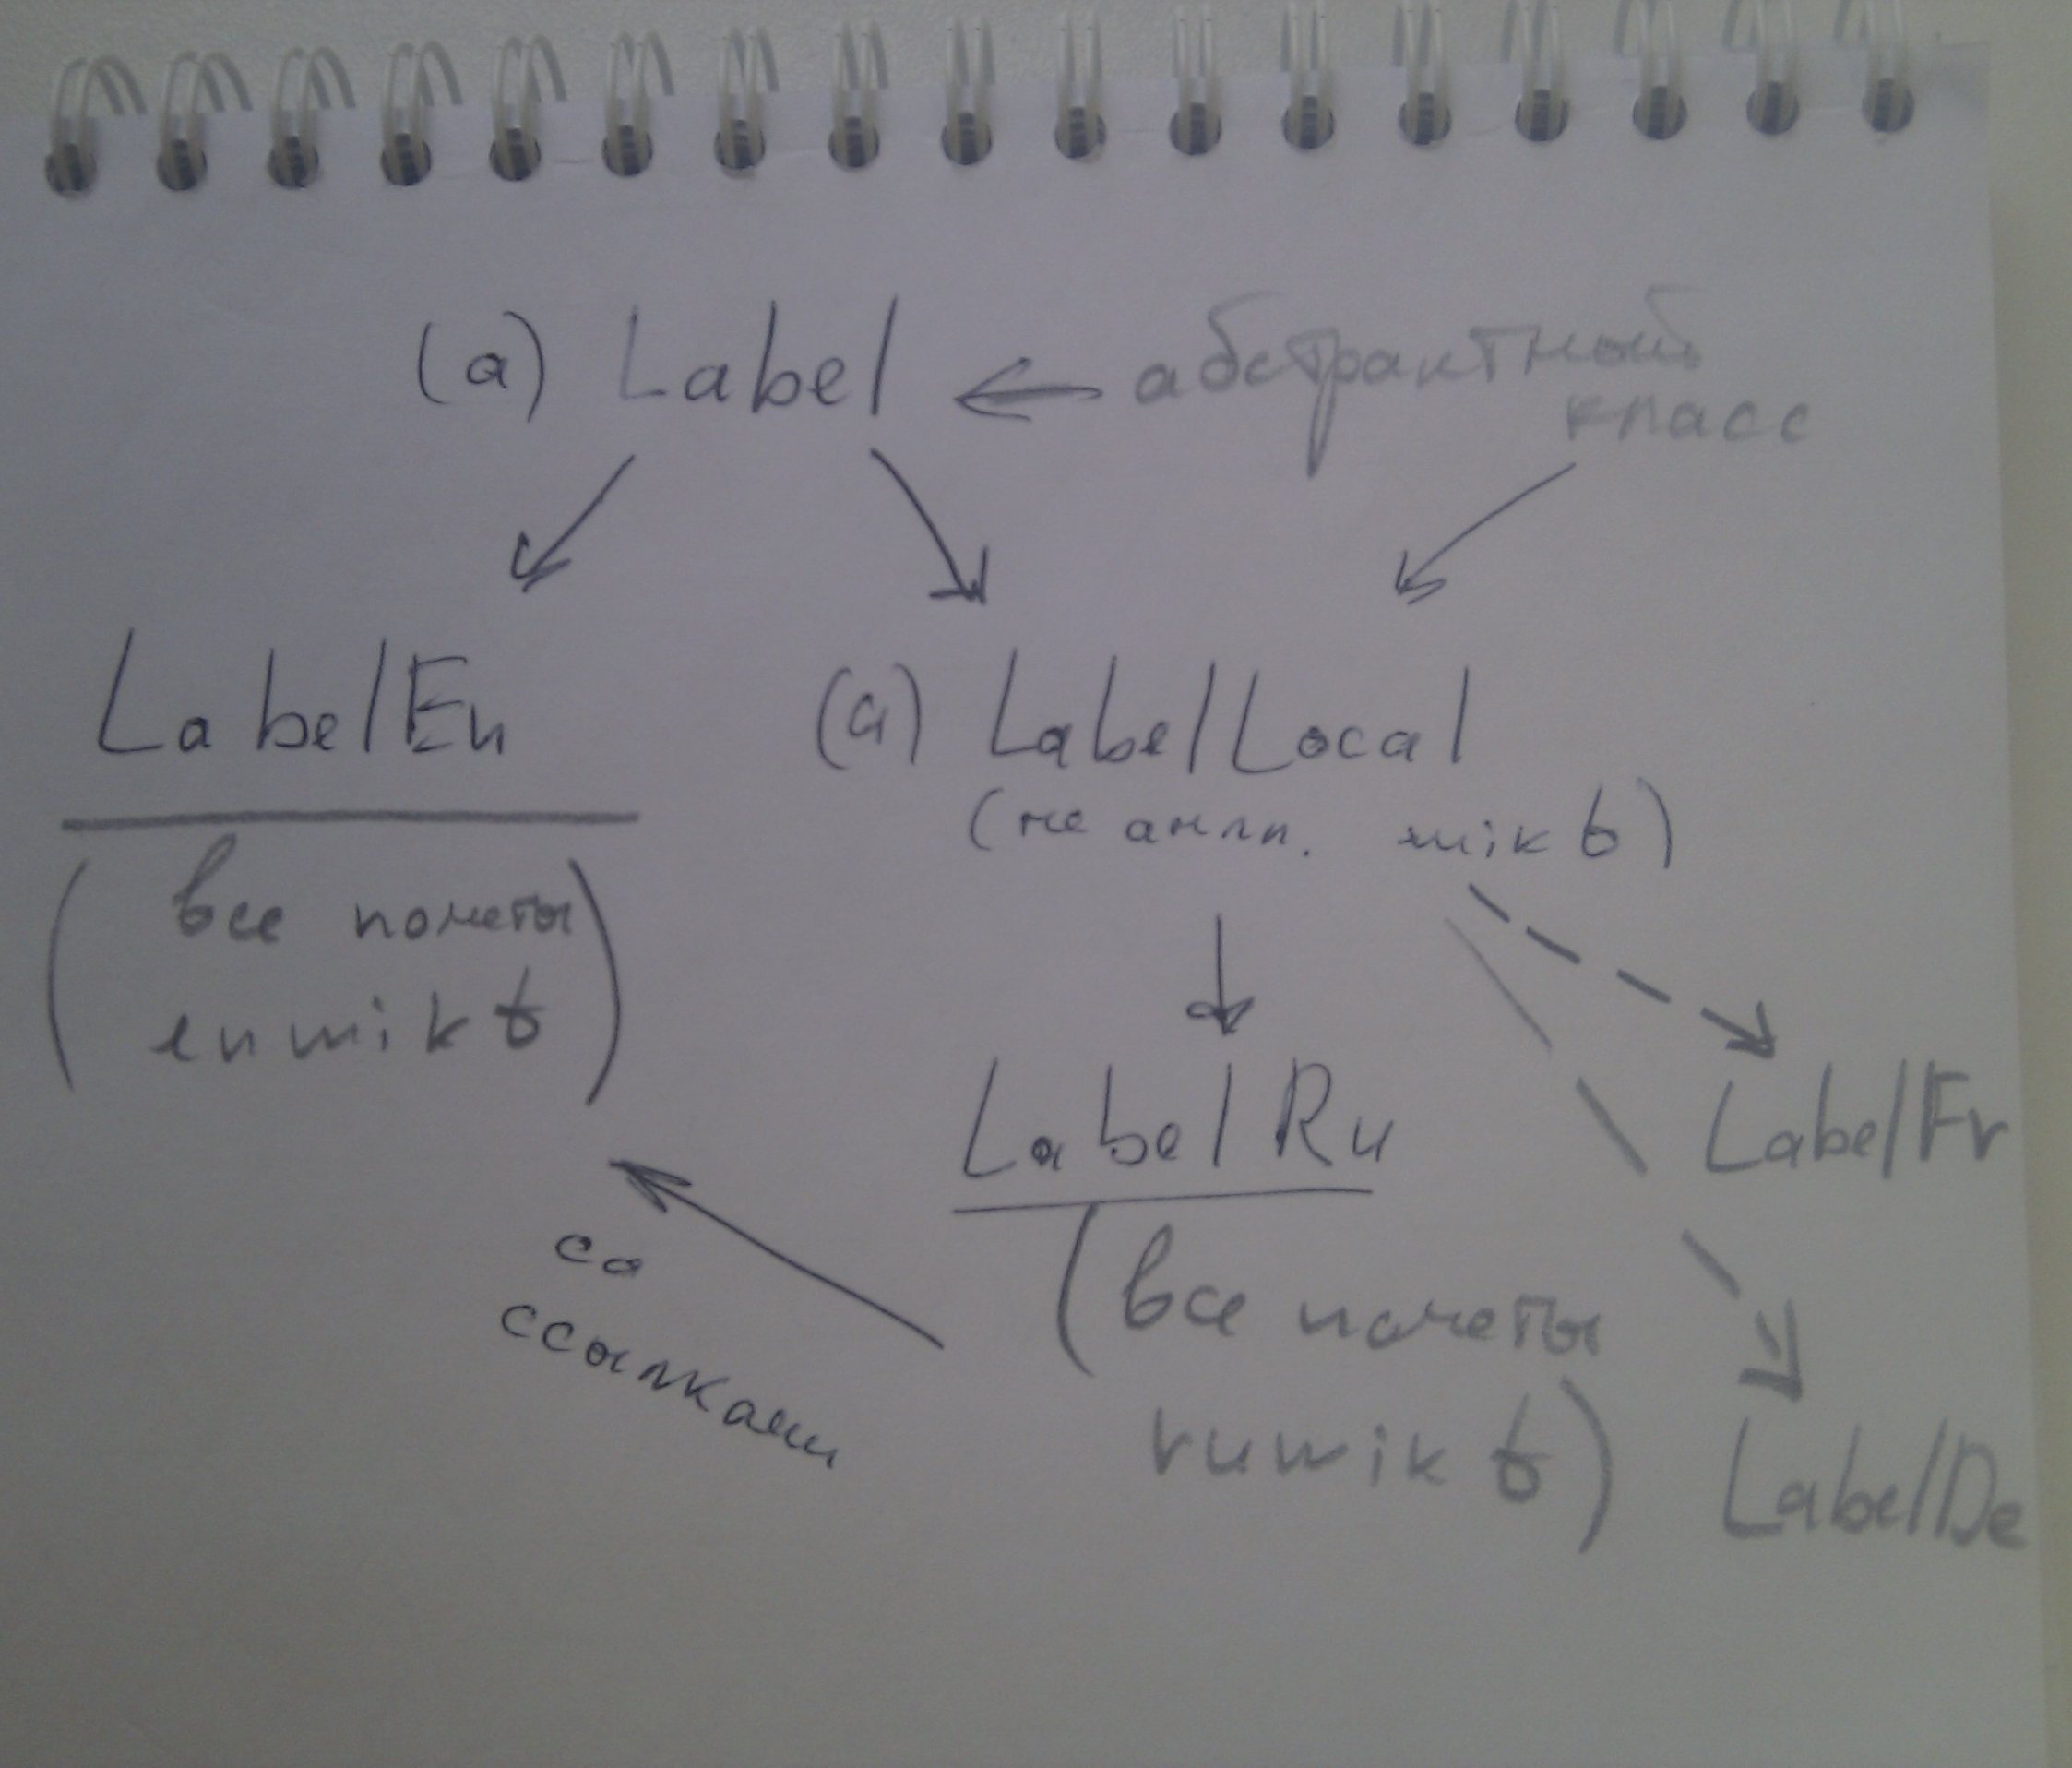 (a) Label ← абстрактный
класс
LabelEn
(a) LabelLocal
(не англ. wikt)
(все пометы
enwikt)
LabelRu
(все пометы
ruwikt)
со
ссылками
LabelFr
LabelDe